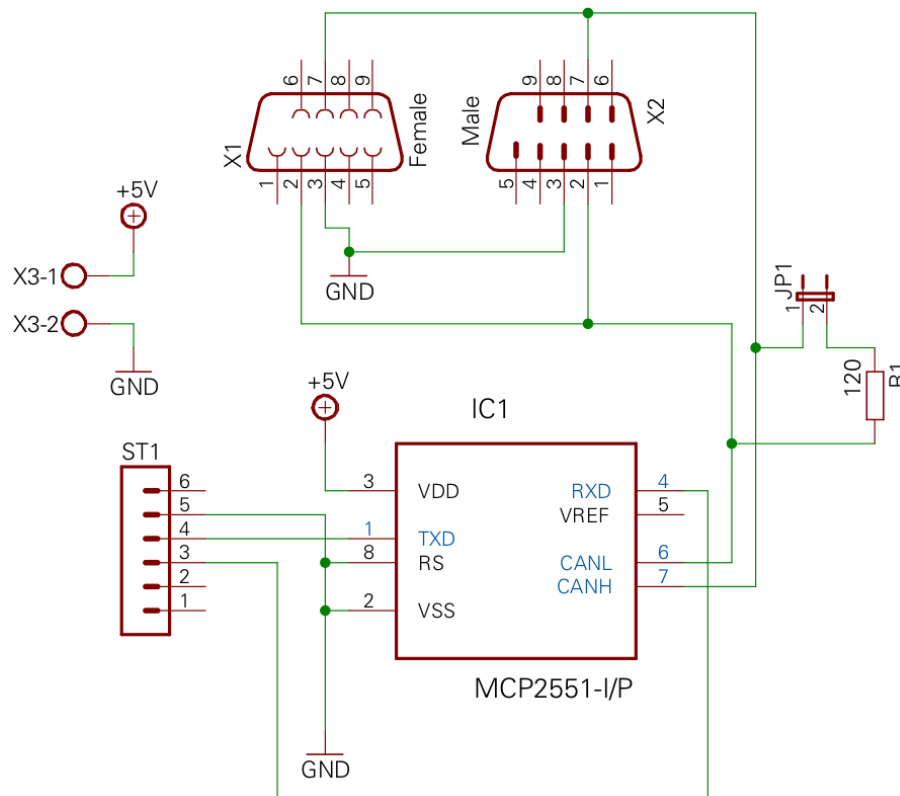 6 7 8 9
9 8 7 6
X1
Female
Male
X2
1 2 3 4 5
5 4 3 2 1
+5V
X3-1
X3-2
GND
GND
JP1
1 2
120
R1
+5V
IC1
ST1
6
5
4
3
2
1
3 VDD
1 TXD
8 RS
2 VSS
RXD 4
VREF 5
CANL 6
CANH 7
MCP2551-I/P
GND